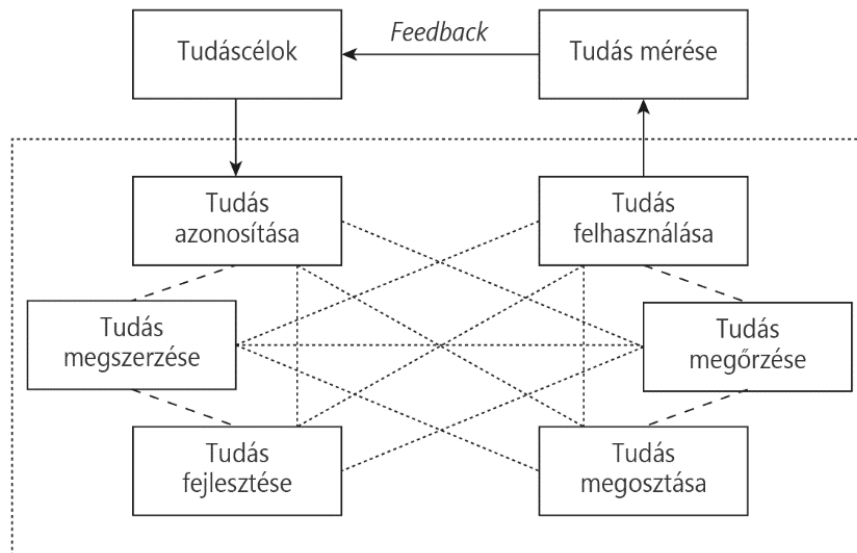 Tudáscélok
Feedback
Tudás mérése
Tudás
azonosítása
Tudás
felhasználása
Tudás
megszerzése
Tudás
megőrzése
Tudás
fejlesztése
Tudás
megosztása